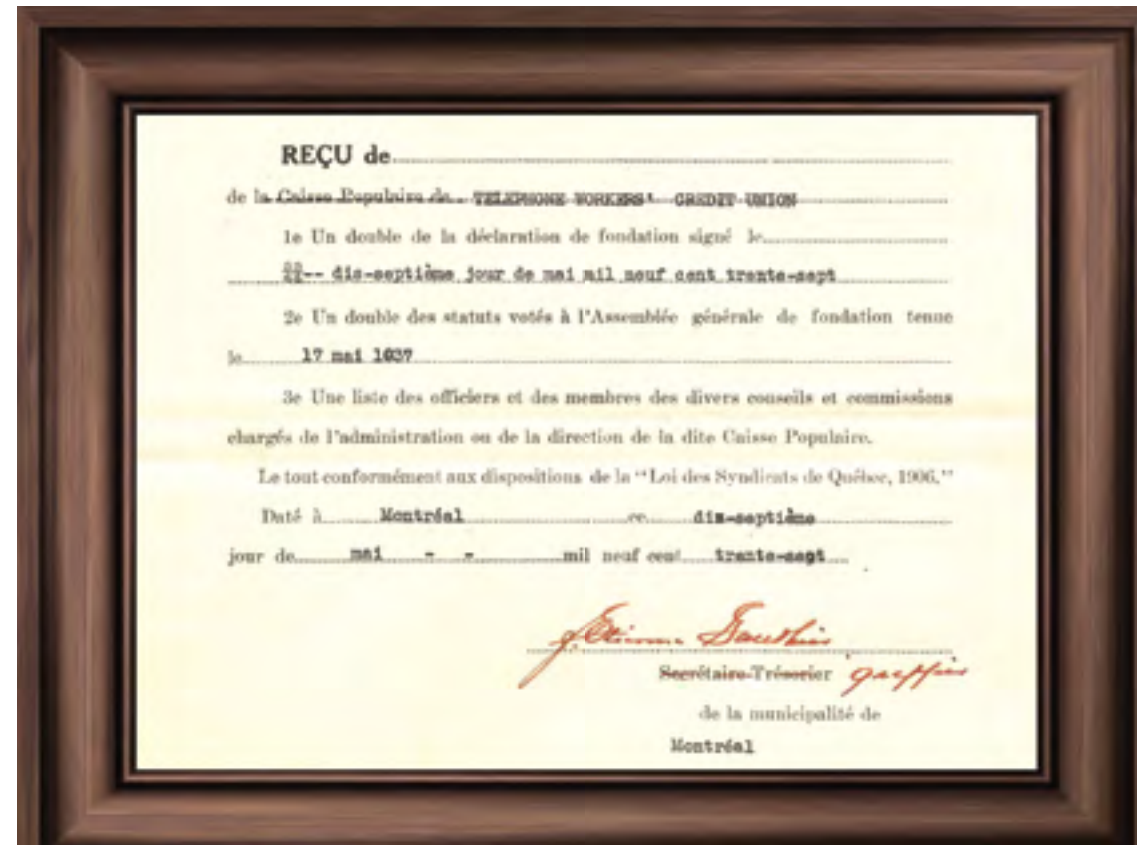 REÇU de
de la Caisse Populaire de TELEPHONE WORKERS' CREDIT UNION
1e Un double de la déclaration de fondation signé le
-- dis-septième jour de mai mil neuf cent trente-sept
2e Un double des statuts votés à l'Assemblée générale de fondation tenue
le 17 mai 1937
3e Une liste des officiers et des membres des divers conseils et commissions
chargés de l'administration ou de la direction de la dite Caisse Populaire.
Le tout conformément aux dispositions de la "Loi des Syndicats de Québec, 1906."
Daté à Montréal ce dix-septième
jour de mai - - mil neuf cent trente-sept
J. Etienne Gauthier
Secrétaire-Trésorier greffier
de la municipalité de
Montréal